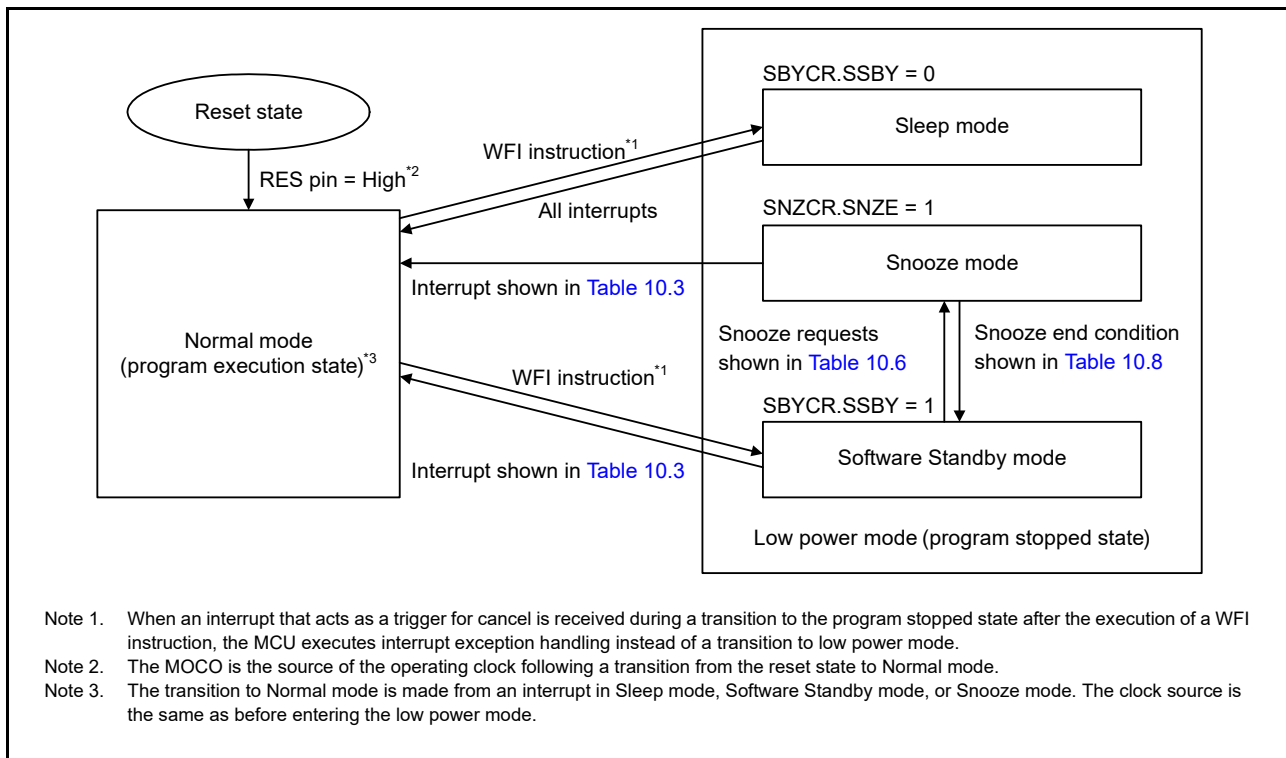 SBYCR.SSBY = 0
Reset state
Sleep mode
WFI instruction*1
RES pin = High*2
All interrupts
SNZCR.SNZE = 1
Snooze mode
Interrupt shown in Table 10.3
Normal mode
(program execution state)*3
Snooze requests
shown in Table 10.6
Snooze end condition
shown in Table 10.8
WFI instruction*1
SBYCR.SSBY = 1
Software Standby mode
Interrupt shown in Table 10.3
Low power mode (program stopped state)
Note 1. When an interrupt that acts as a trigger for cancel is received during a transition to the program stopped state after the execution of a WFI
instruction, the MCU executes interrupt exception handling instead of a transition to low power mode.
Note 2. The MOCO is the source of the operating clock following a transition from the reset state to Normal mode.
Note 3. The transition to Normal mode is made from an interrupt in Sleep mode, Software Standby mode, or Snooze mode. The clock source is
the same as before entering the low power mode.